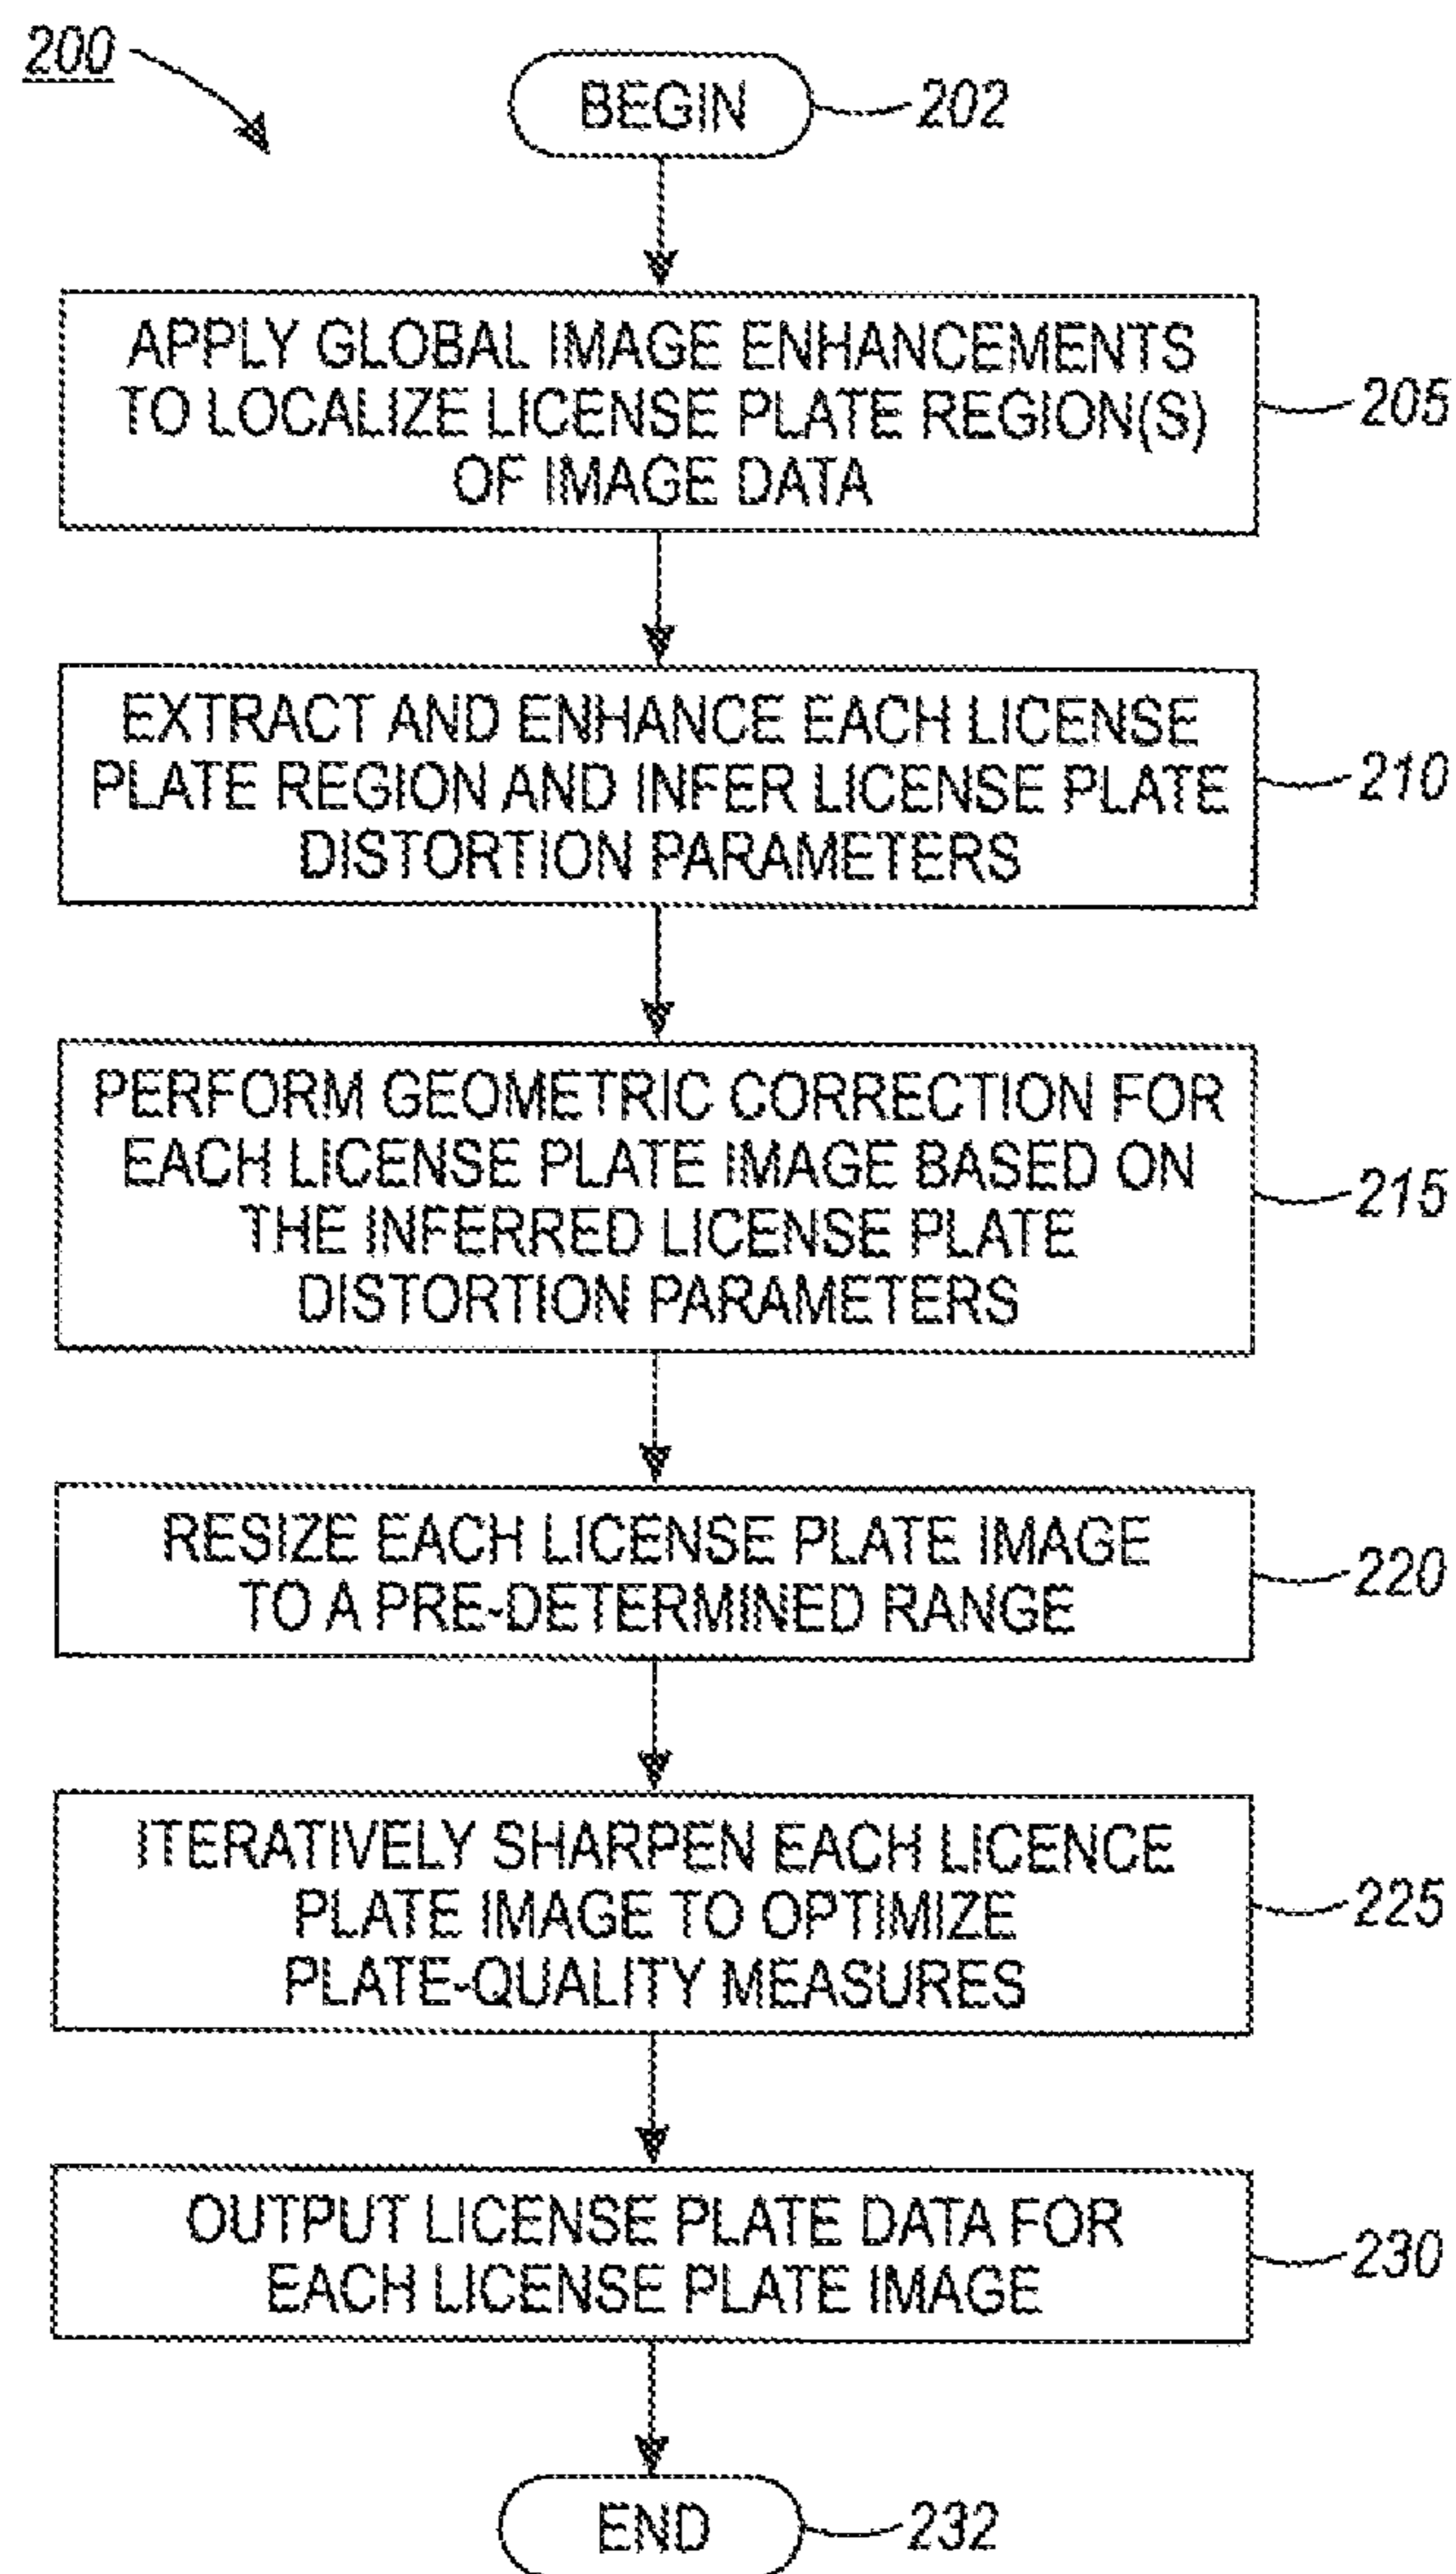 200
BEGIN
202
APPLY GLOBAL IMAGE ENHANCEMENTS
TO LOCALIZE LICENSE PLATE REGION(S)
OF IMAGE DATA
205
EXTRACT AND ENHANCE EACH LICENSE
PLATE REGION AND INFER LICENSE PLATE
DISTORTION PARAMETERS
210
PERFORM GEOMETRIC CORRECTION FOR
EACH LICENSE PLATE IMAGE BASED ON
THE INFERRED LICENSE PLATE
DISTORTION PARAMETERS
215
RESIZE EACH LICENSE PLATE IMAGE
TO A PRE-DETERMINED RANGE
220
ITERATIVELY SHARPEN EACH LICENCE
PLATE IMAGE TO OPTIMIZE
PLATE-QUALITY MEASURES
225
OUTPUT LICENSE PLATE DATA FOR
EACH LICENSE PLATE IMAGE
230
END
232